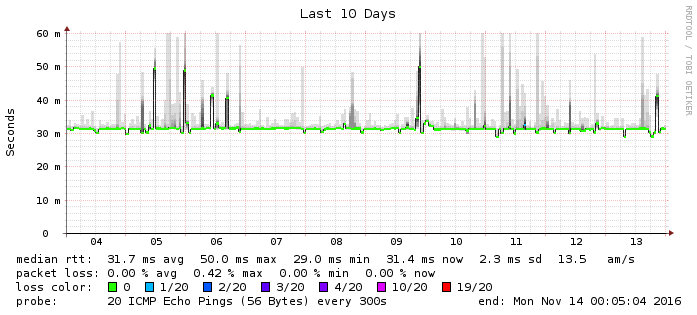 Last 10 Days
RRDTOOL / TOBI OETIKER
Seconds
60 m
50 m
40 m
30 m
20 m
10 m
0
04 05 06 07 08 09 10 11 12 13
median rtt: 31.7 ms avg 50.0 ms max 29.0 ms min 31.4 ms now 2.3 ms sd 13.5 am/s
packet loss: 0.00 % avg 0.42 % max 0.00 % min 0.00 % now
loss color: 0 1/20 2/20 3/20 4/20 10/20 19/20
probe: 20 ICMP Echo Pings (56 Bytes) every 300s end: Mon Nov 14 00:05:04 2016